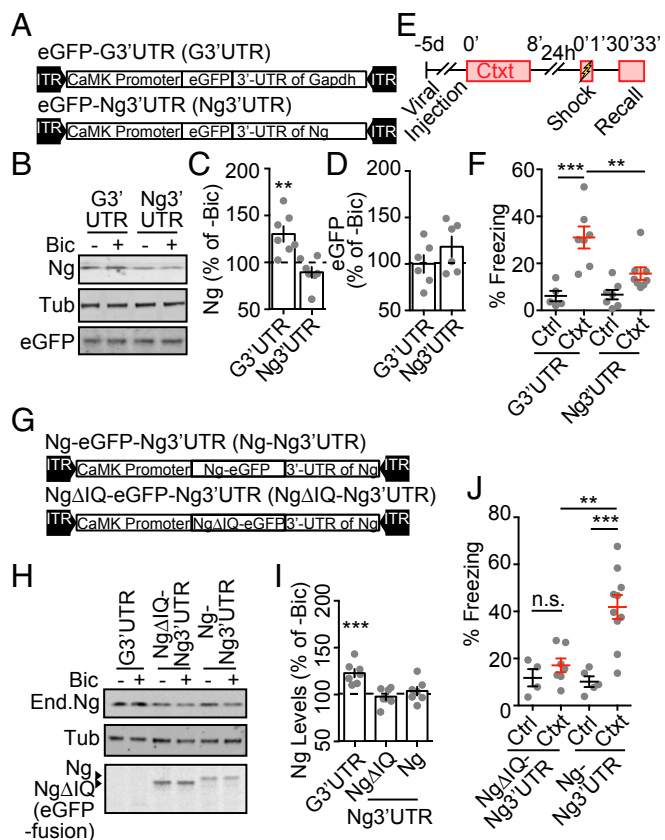 A
eGFP-G3'UTR (G3'UTR)
ITR CaMK Promoter eGFP 3'-UTR of Gapdh ITR
eGFP-Ng3'UTR (Ng3'UTR)
ITR CaMK Promoter eGFP 3'-UTR of Ng ITR
E
-5d 0' 8' 24h 0'1'30'33'
Ctxt
Viral
Injection
Shock
Recall
B
G3' UTR
Ng3' UTR
Bic - + - +
Ng
Tub
eGFP
C
**
Ng (% of -Bic)
150
100
50
G3'UTR
Ng3'UTR
D
eGFP
(% of -Bic)
150
100
50
G3'UTR
Ng3'UTR
F
*** **
% Freezing
60
40
20
0
Ctrl Ctxt Ctrl Ctxt
G3'UTR Ng3'UTR
G
Ng-eGFP-Ng3'UTR (Ng-Ng3'UTR)
ITR CaMK Promoter Ng-eGFP 3'-UTR of Ng ITR
NgΔIQ-eGFP-Ng3'UTR (NgΔIQ-Ng3'UTR)
ITR CaMK Promoter NgΔIQ-eGFP 3'-UTR of Ng ITR
H
G3'UTR
NgΔIQ-
Ng3'UTR
Ng-
Ng3'UTR
Bic - + - + - +
End.Ng
Tub
Ng
NgΔIQ
(eGFP
-fusion)
I
***
Ng Levels (% of -Bic)
200
150
100
50
G3'UTR
NgΔIQ
Ng
Ng3'UTR
J
**
***
n.s.
% Freezing
80
60
40
20
0
Ctrl Ctxt Ctrl Ctxt
NgΔIQ-
Ng3'UTR
Ng-
Ng3'UTR